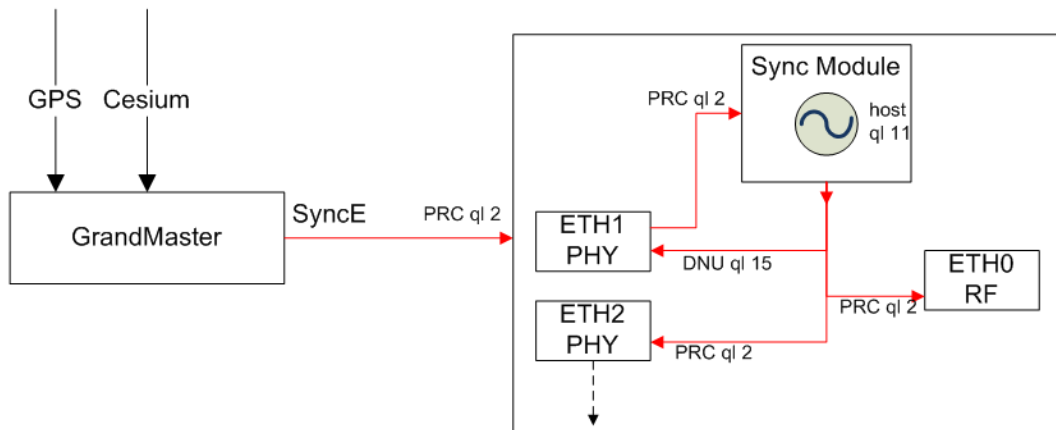 GPS
Cesium
GrandMaster
SyncE
PRC ql 2
PRC ql 2
Sync Module
host
ql 11
ETH1
PHY
DNU ql 15
ETH0
RF
PRC ql 2
ETH2
PHY
PRC ql 2